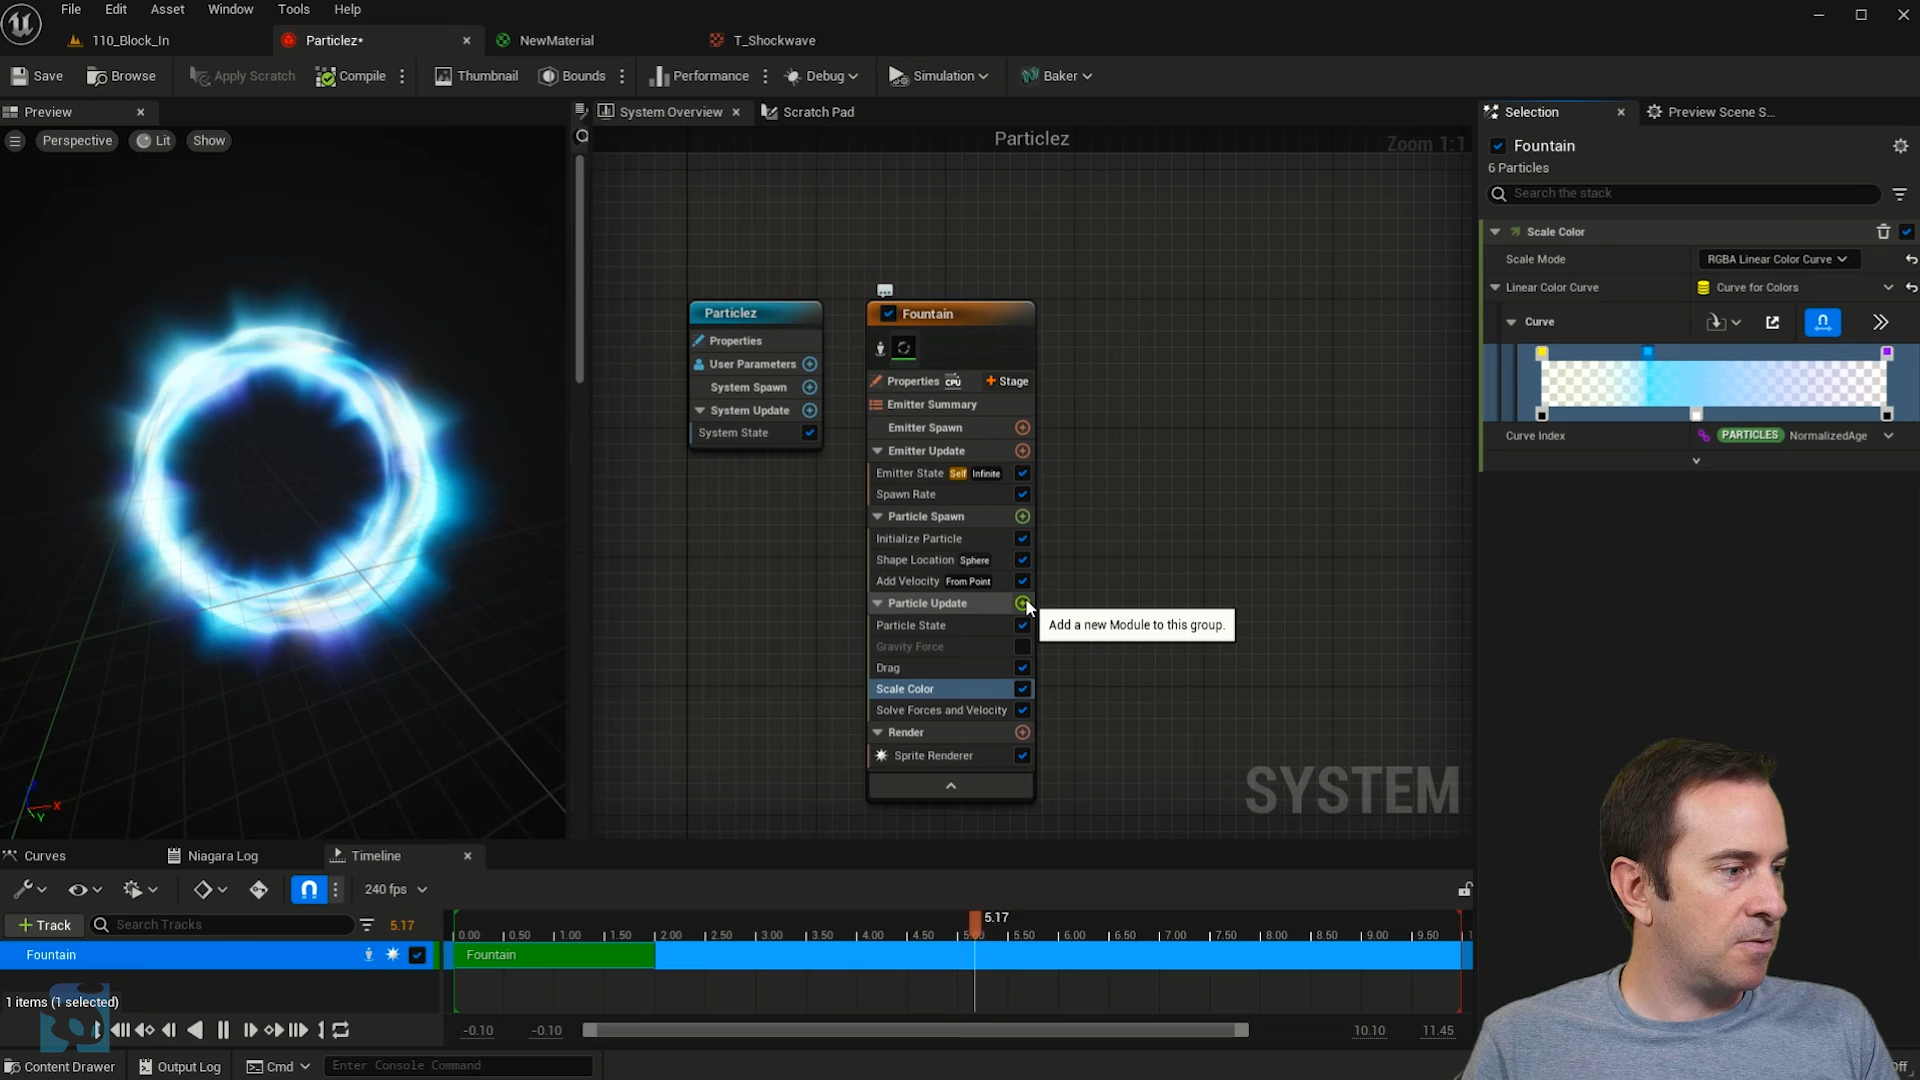 File Edit Asset Window Tools Help
110_Block_In Particlez* NewMaterial T_Shockwave
Save Browse Apply Scratch Compile Thumbnail Bounds Performance Debug Simulation Baker
Preview System Overview Scratch Pad Selection Preview Scene S...
Perspective Lit Show
Particlez
Zoom 1:1
Fountain
6 Particles
Search the stack
Scale Color
Scale Mode RGBA Linear Color Curve
Linear Color Curve Curve for Colors
Curve
Curve Index PARTICLES NormalizedAge
Particlez
Properties
User Parameters
System Spawn
System Update
System State
Fountain
Properties CPU Stage
Emitter Summary
Emitter Spawn
Emitter Update
Emitter State Self Infinite
Spawn Rate
Particle Spawn
Initialize Particle
Shape Location Sphere
Add Velocity From Point
Particle Update
Add a new Module to this group.
Particle State
Gravity Force
Drag
Scale Color
Solve Forces and Velocity
Render
Sprite Renderer
SYSTEM
X
Y
Curves Niagara Log Timeline
240 fps
Track Search Tracks 5.17
5.17
0.00 0.50 1.00 1.50 2.00 2.50 3.00 3.50 4.00 4.50 5.50 6.00 6.50 7.00 7.50 8.00 8.50 9.00 9.50
Fountain Fountain
1 items (1 selected)
-0.10 -0.10 10.10 11.45
Content Drawer Output Log Cmd Enter Console Command